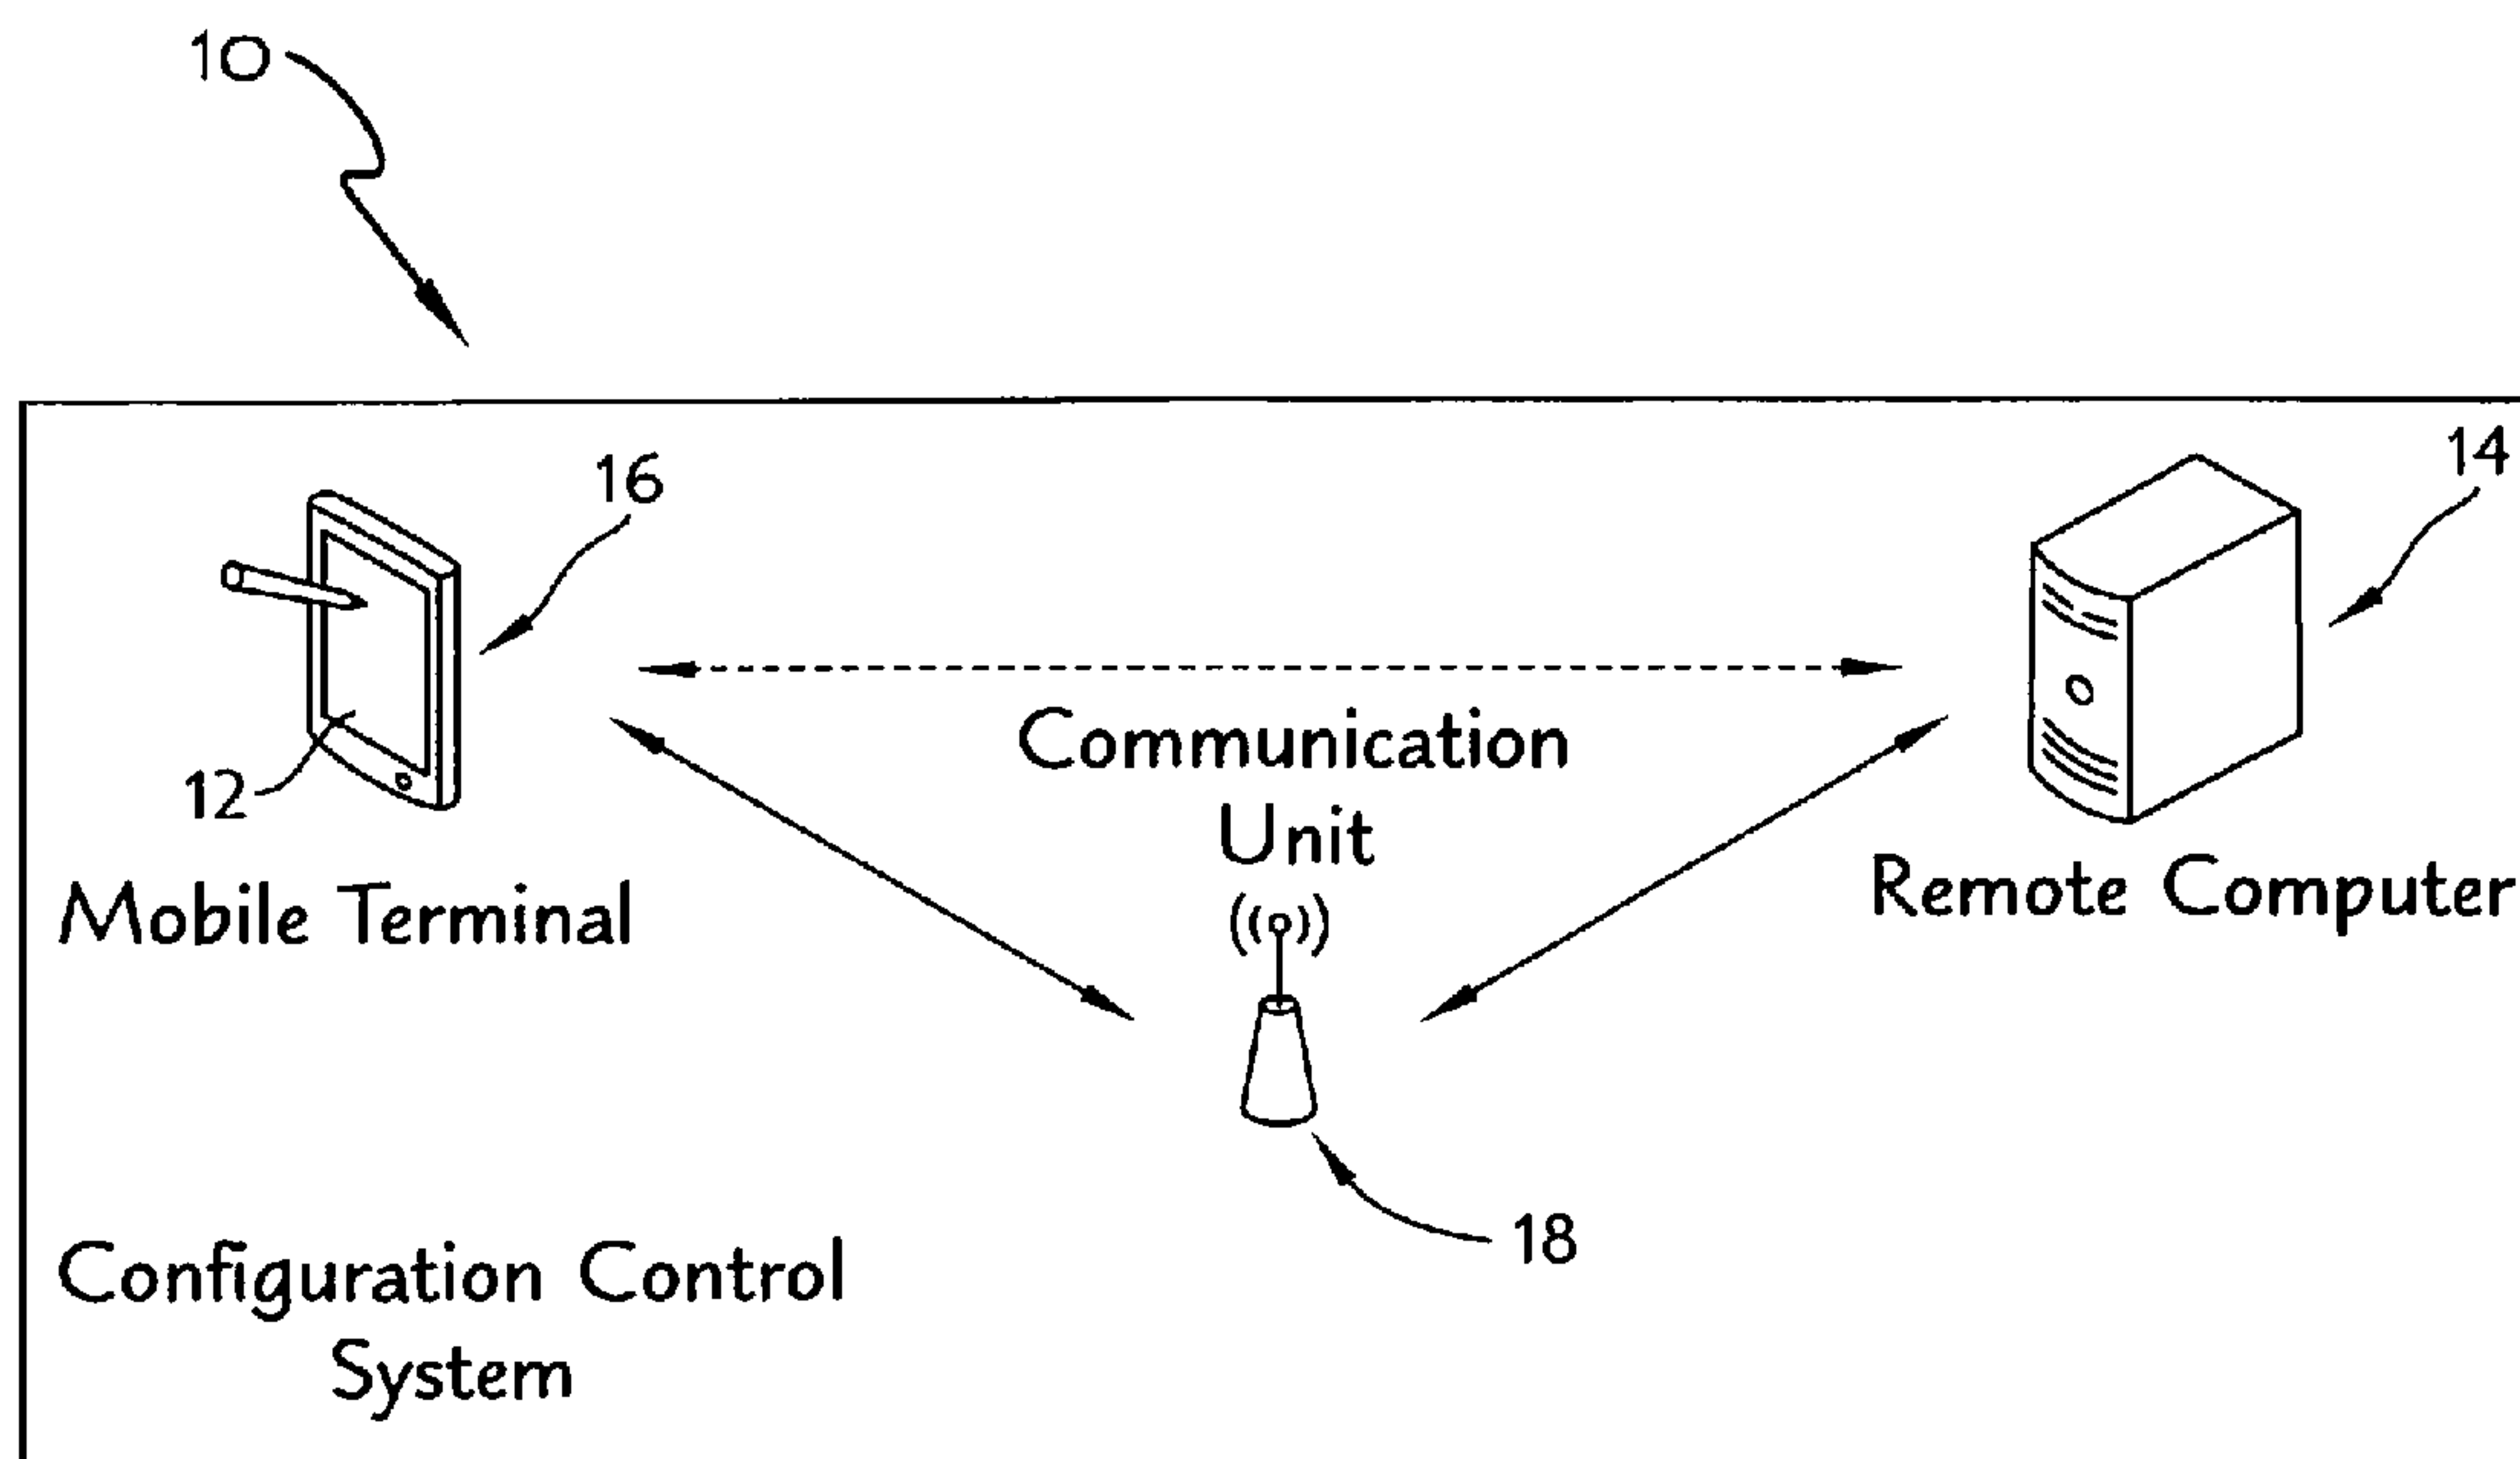 10
16
14
12
Communication
Unit
Mobile Terminal
Remote Computer
18
Configuration Control
System